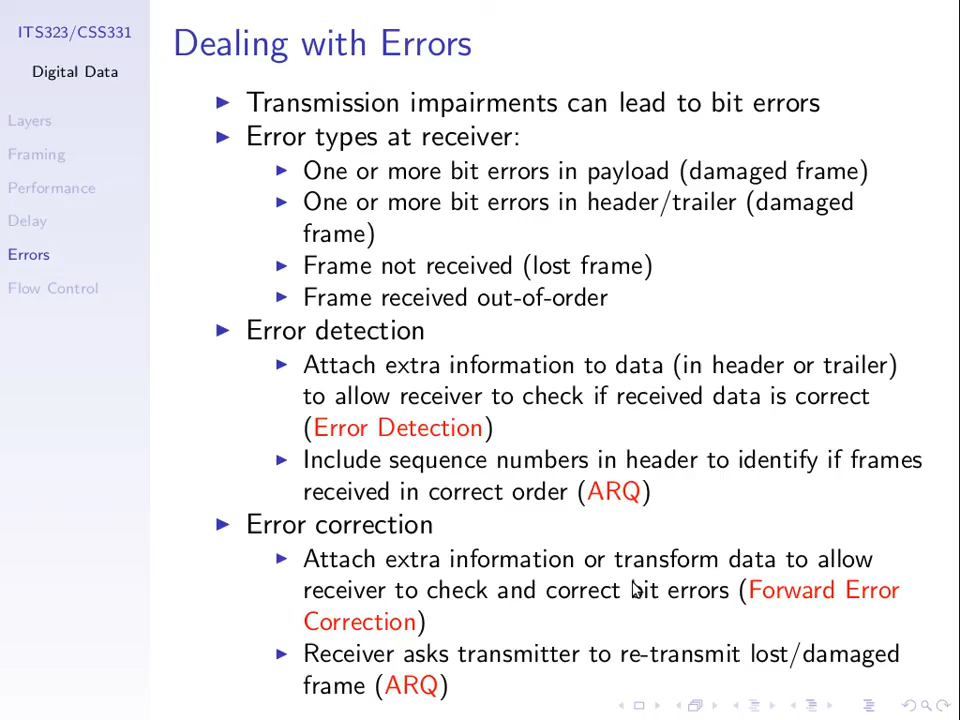 ITS323/CSS331
Digital Data
Layers
Framing
Performance
Delay
Errors
Flow Control
Dealing with Errors
Transmission impairments can lead to bit errors
Error types at receiver:
One or more bit errors in payload (damaged frame)
One or more bit errors in header/trailer (damaged
frame)
Frame not received (lost frame)
Frame received out-of-order
Error detection
Attach extra information to data (in header or trailer)
to allow receiver to check if received data is correct
(Error Detection)
Include sequence numbers in header to identify if frames
received in correct order (ARQ)
Error correction
Attach extra information or transform data to allow
receiver to check and correct bit errors (Forward Error
Correction)
Receiver asks transmitter to re-transmit lost/damaged
frame (ARQ)